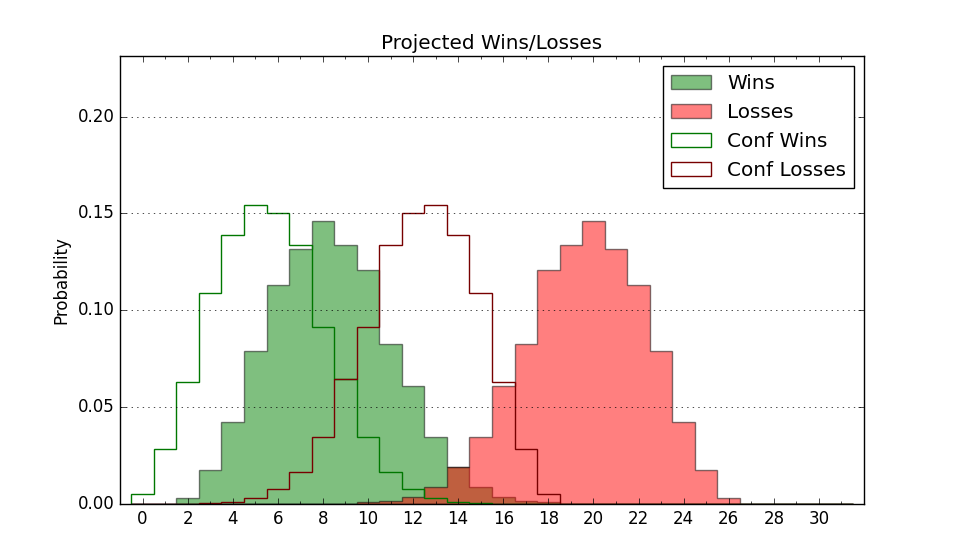 Projected Wins/Losses
Wins
Losses
Conf Wins
Conf Losses
Probability
0.20
0.15
0.10
0.05
0.00
0 2 4 6 8 10 12 14 16 18 20 22 24 26 28 30